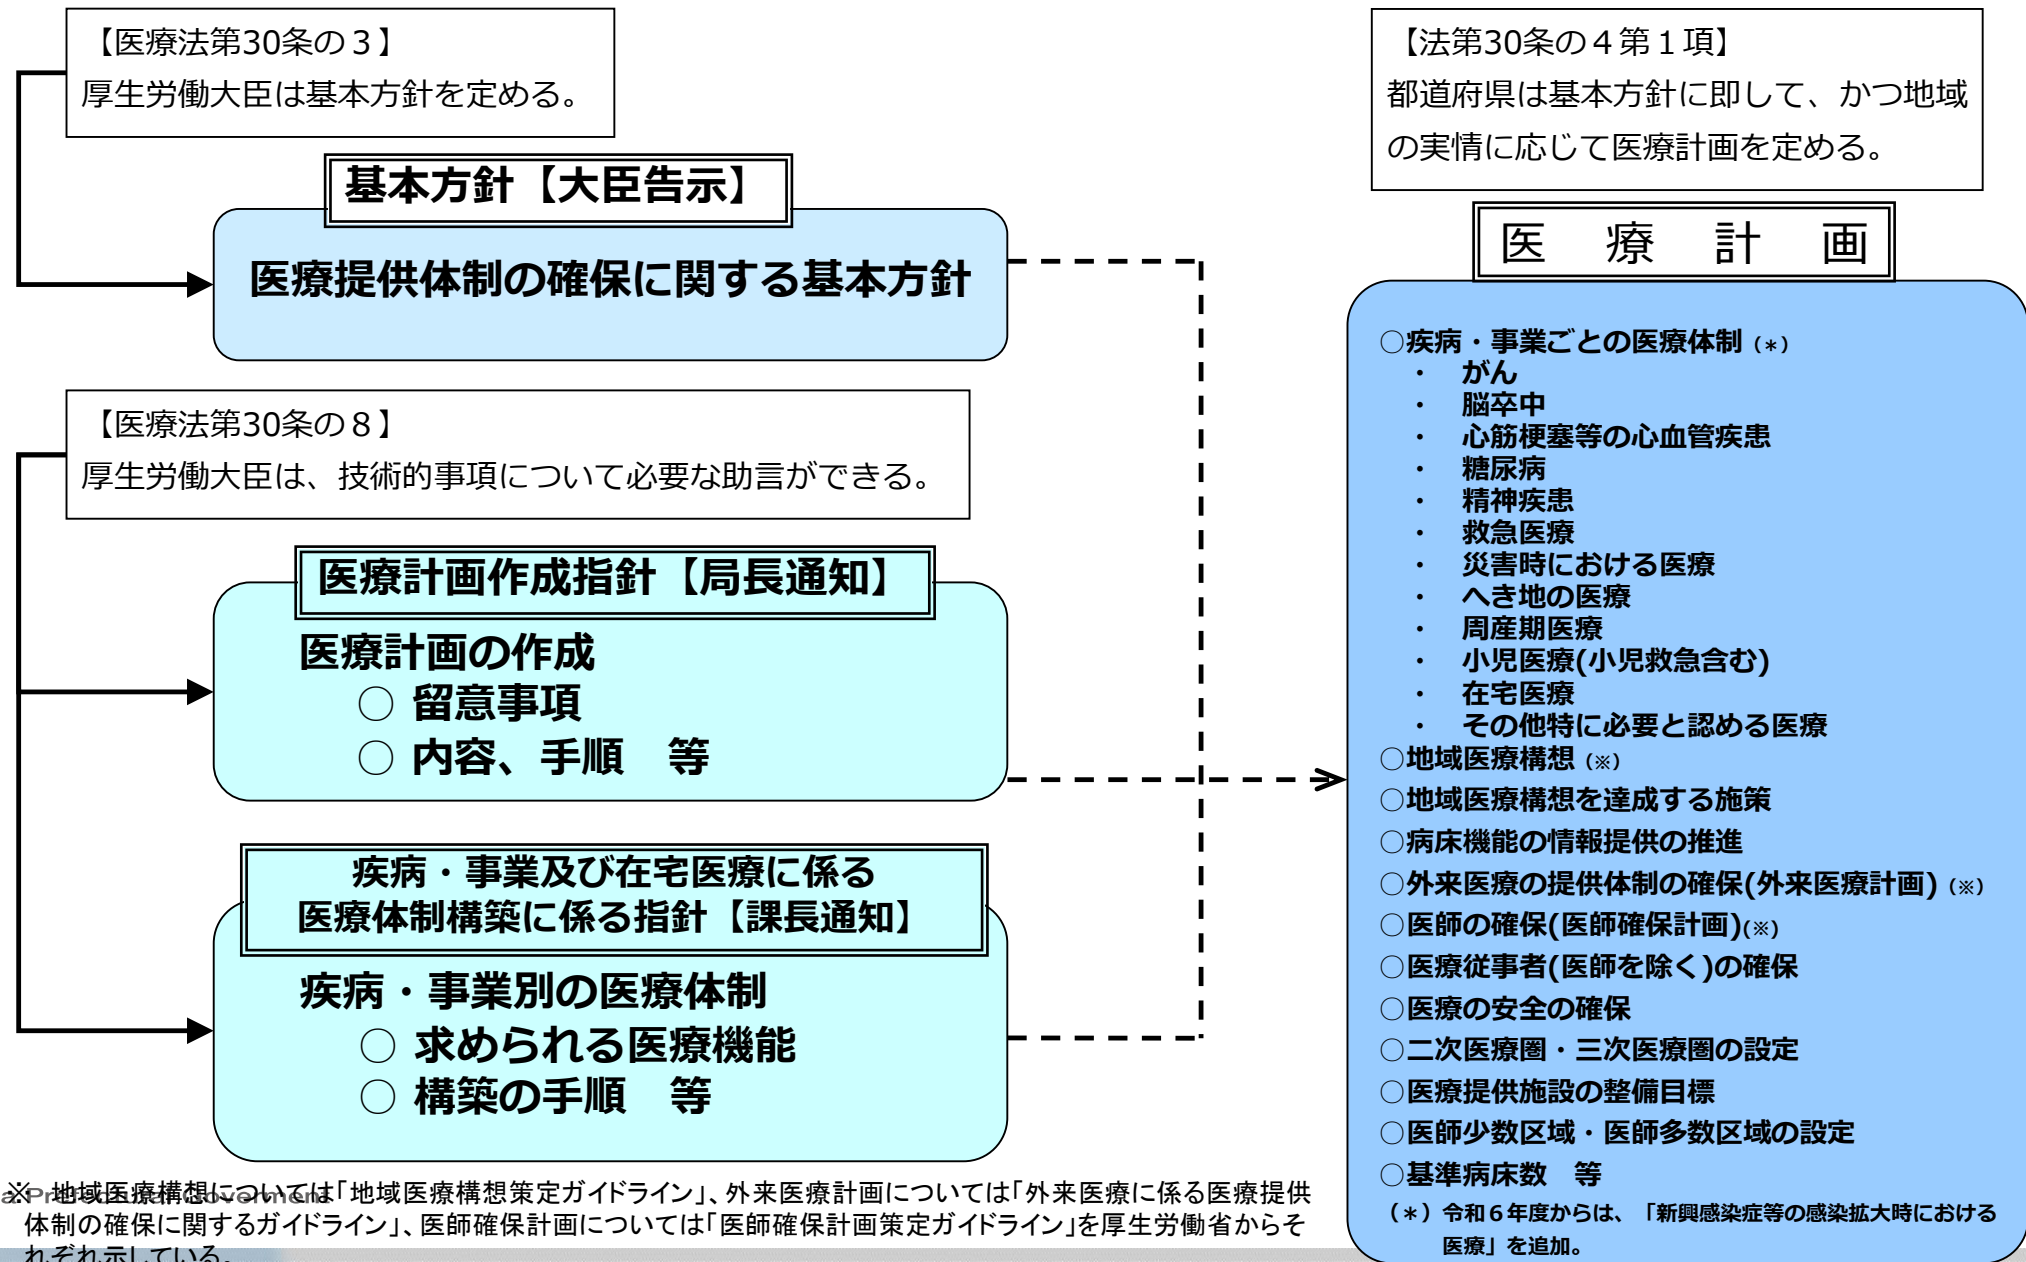 【医療法第30条の３】
厚生労働大臣は基本方針を定める。
基本方針【大臣告示】
医療提供体制の確保に関する基本方針
【医療法第30条の８】
厚生労働大臣は、技術的事項について必要な助言ができる。
医療計画作成指針【局長通知】
医療計画の作成
○ 留意事項
○ 内容、手順　等
疾病・事業及び在宅医療に係る
医療体制構築に係る指針【課長通知】
疾病・事業別の医療体制
○ 求められる医療機能
○ 構築の手順　等
※　地域医療構想については「地域医療構想策定ガイドライン」、外来医療計画については「外来医療に係る医療提供
体制の確保に関するガイドライン」、医師確保計画については「医師確保計画策定ガイドライン」を厚生労働省からそ
れぞれ示している。
【法第30条の４第１項】
都道府県は基本方針に即して、かつ地域
の実情に応じて医療計画を定める。
医　療　計　画
○疾病・事業ごとの医療体制（＊）
・　がん
・　脳卒中
・　心筋梗塞等の心血管疾患
・　糖尿病
・　精神疾患
・　救急医療
・　災害時における医療
・　へき地の医療
・　周産期医療
・　小児医療(小児救急含む)
・　在宅医療
・　その他特に必要と認める医療
○地域医療構想（※）
○地域医療構想を達成する施策
○病床機能の情報提供の推進
○外来医療の提供体制の確保(外来医療計画)（※）
○医師の確保(医師確保計画)(※)
○医療従事者(医師を除く)の確保
○医療の安全の確保
○二次医療圏・三次医療圏の設定
○医療提供施設の整備目標
○医師少数区域・医師多数区域の設定
○基準病床数　等
（＊）令和６年度からは、「新興感染症等の感染拡大時における
医療」を追加。